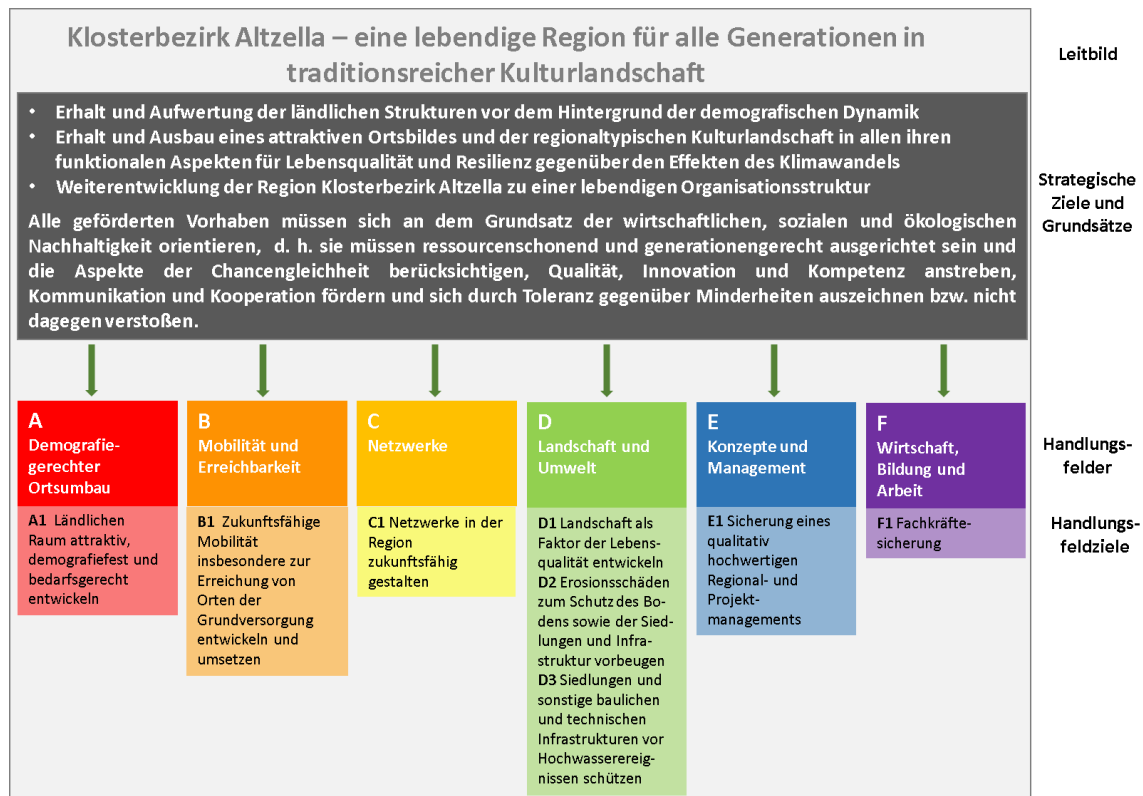 Klosterbezirk Altzella – eine lebendige Region für alle Generationen in
traditionsreicher Kulturlandschaft
Leitbild
• Erhalt und Aufwertung der ländlichen Strukturen vor dem Hintergrund der demografischen Dynamik
• Erhalt und Ausbau eines attraktiven Ortsbildes und der regionaltypischen Kulturlandschaft in allen ihren
funktionalen Aspekten für Lebensqualität und Resilienz gegenüber den Effekten des Klimawandels
• Weiterentwicklung der Region Klosterbezirk Altzella zu einer lebendigen Organisationsstruktur
Alle geförderten Vorhaben müssen sich an dem Grundsatz der wirtschaftlichen, sozialen und ökologischen
Nachhaltigkeit orientieren, d. h. sie müssen ressourcenschonend und generationengerecht ausgerichtet sein und
die Aspekte der Chancengleichheit berücksichtigen, Qualität, Innovation und Kompetenz anstreben,
Kommunikation und Kooperation fördern und sich durch Toleranz gegenüber Minderheiten auszeichnen bzw. nicht
dagegen verstoßen.
Strategische
Ziele und
Grundsätze
A
Demografie-
gerechter
Ortsumbau
B
Mobilität und
Erreichbarkeit
C
Netzwerke
D
Landschaft und
Umwelt
E
Konzepte und
Management
F
Wirtschaft,
Bildung und
Arbeit
Handlungs-
felder
A1 Ländlichen
Raum attraktiv,
demografiefest und
bedarfsgerecht
entwickeln
B1 Zukunftsfähige
Mobilität
insbesondere zur
Erreichung von
Orten der
Grundversorgung
entwickeln und
umsetzen
C1 Netzwerke in der
Region
zukunftsfähig
gestalten
D1 Landschaft als
Faktor der Lebens-
qualität entwickeln
D2 Erosionsschäden
zum Schutz des Bo-
dens sowie der Sied-
lungen und Infra-
struktur vorbeugen
D3 Siedlungen und
sonstige baulichen
und technischen
Infrastrukturen vor
Hochwasserereig-
nissen schützen
E1 Sicherung eines
qualitativ
hochwertigen
Regional- und
Projekt-
managements
F1 Fachkräfte-
sicherung
Handlungs-
feldziele